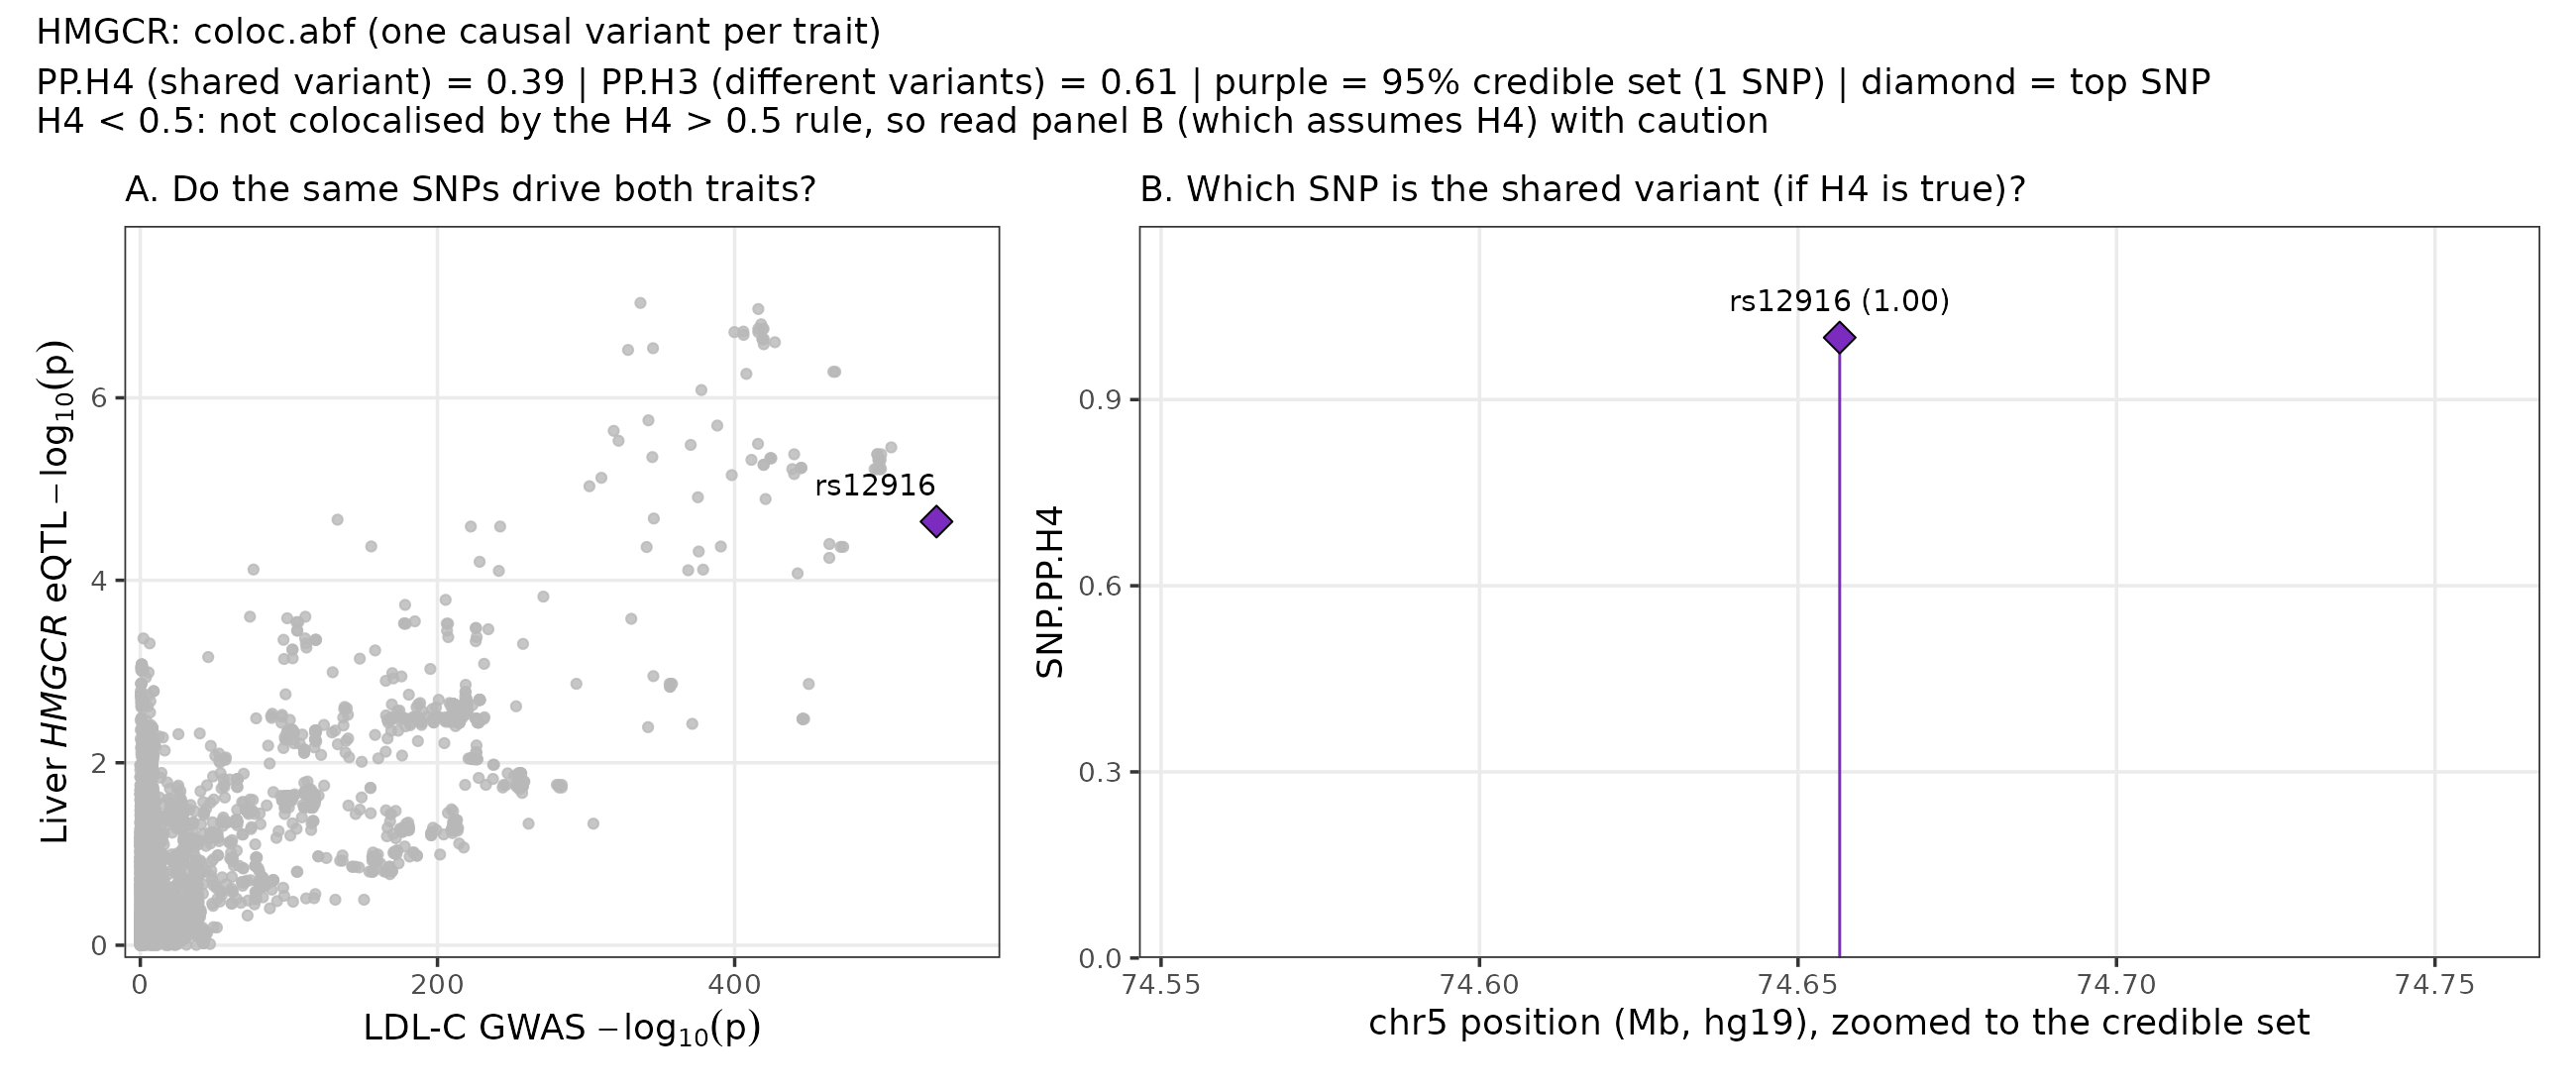 HMGCR: coloc.abf (one causal variant per trait)
PP.H4 (shared variant) = 0.39 | PP.H3 (different variants) = 0.61 | purple = 95% credible set (1 SNP) | diamond = top SNP
H4 < 0.5: not colocalised by the H4 > 0.5 rule, so read panel B (which assumes H4) with caution
A. Do the same SNPs drive both traits?
Liver HMGCR eQTL −log₁₀(p)
6
4
2
0
rs12916
0 200 400
LDL-C GWAS −log₁₀(p)
B. Which SNP is the shared variant (if H4 is true)?
SNP.PP.H4
0.9
0.6
0.3
0.0
rs12916 (1.00)
74.55 74.60 74.65 74.70 74.75
chr5 position (Mb, hg19), zoomed to the credible set